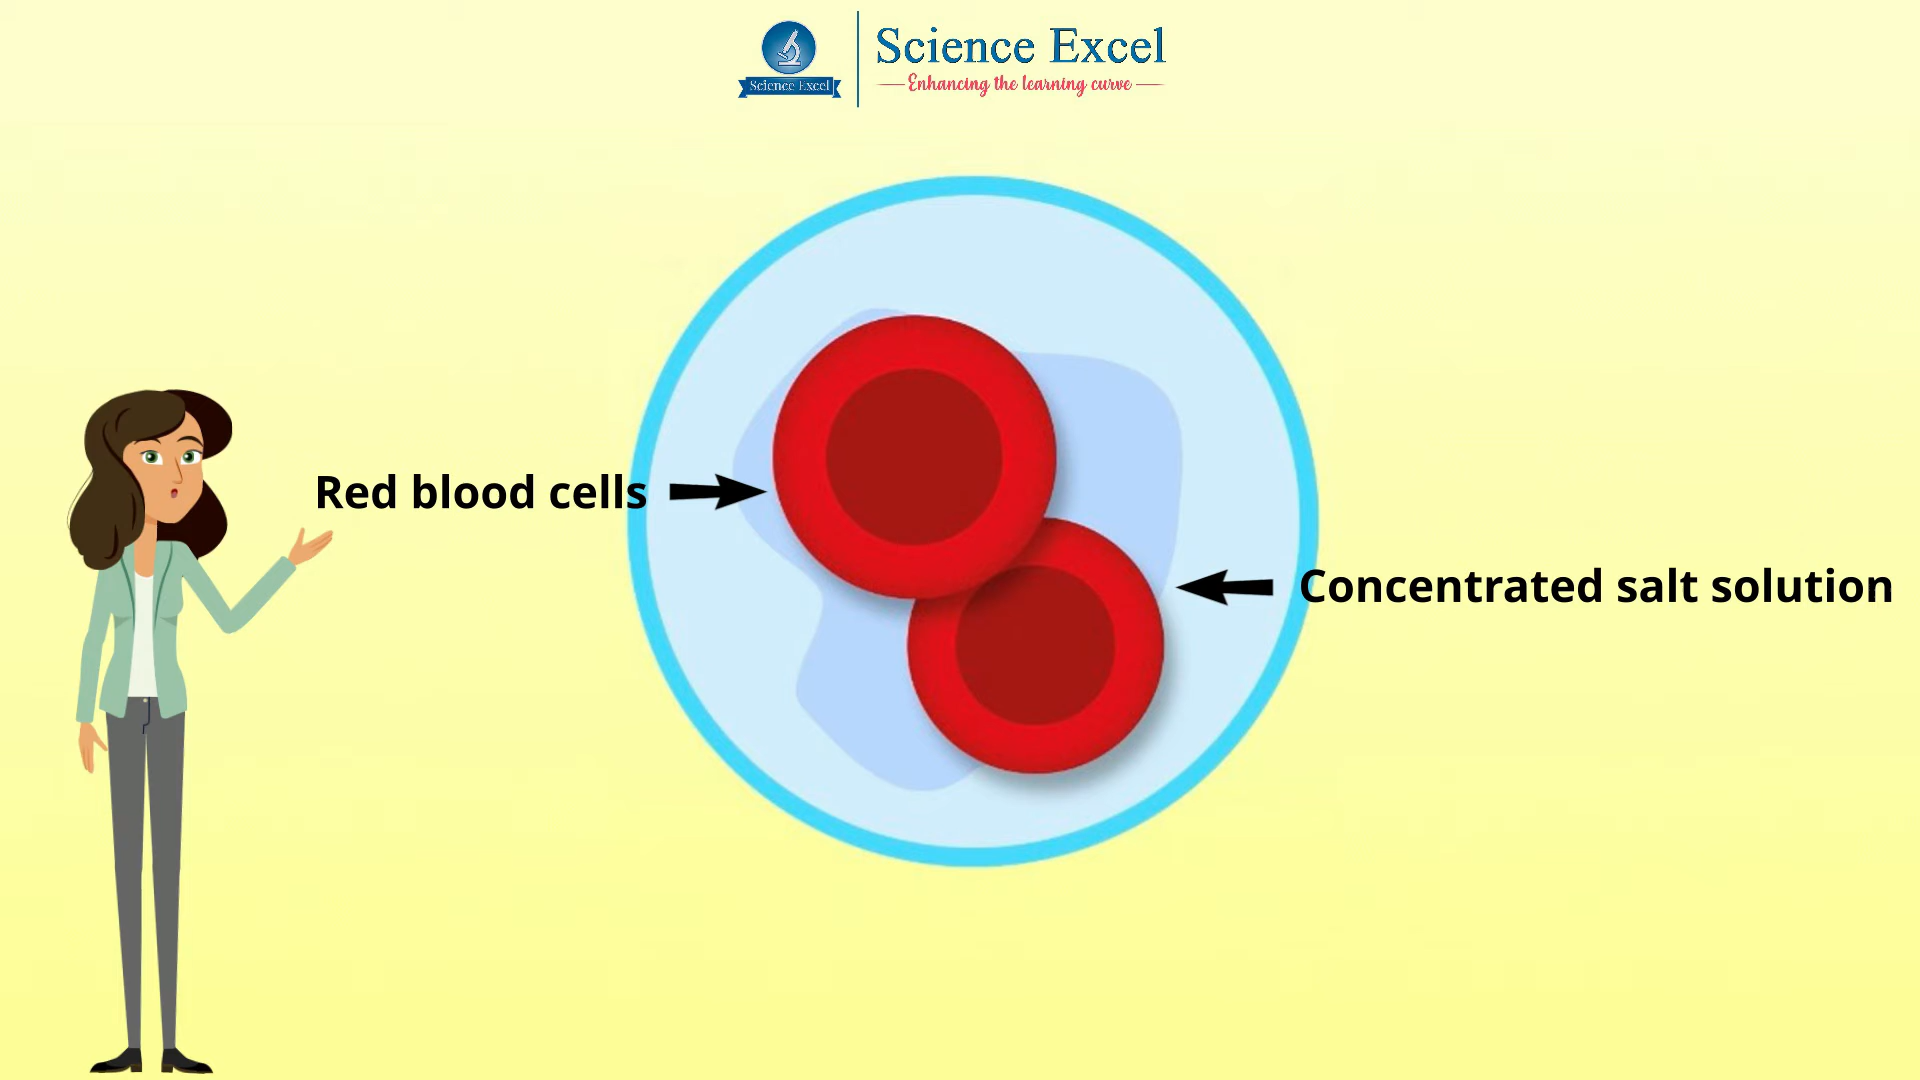 Science Excel
Science Excel
Enhancing the learning curve
Red blood cells
Concentrated salt solution